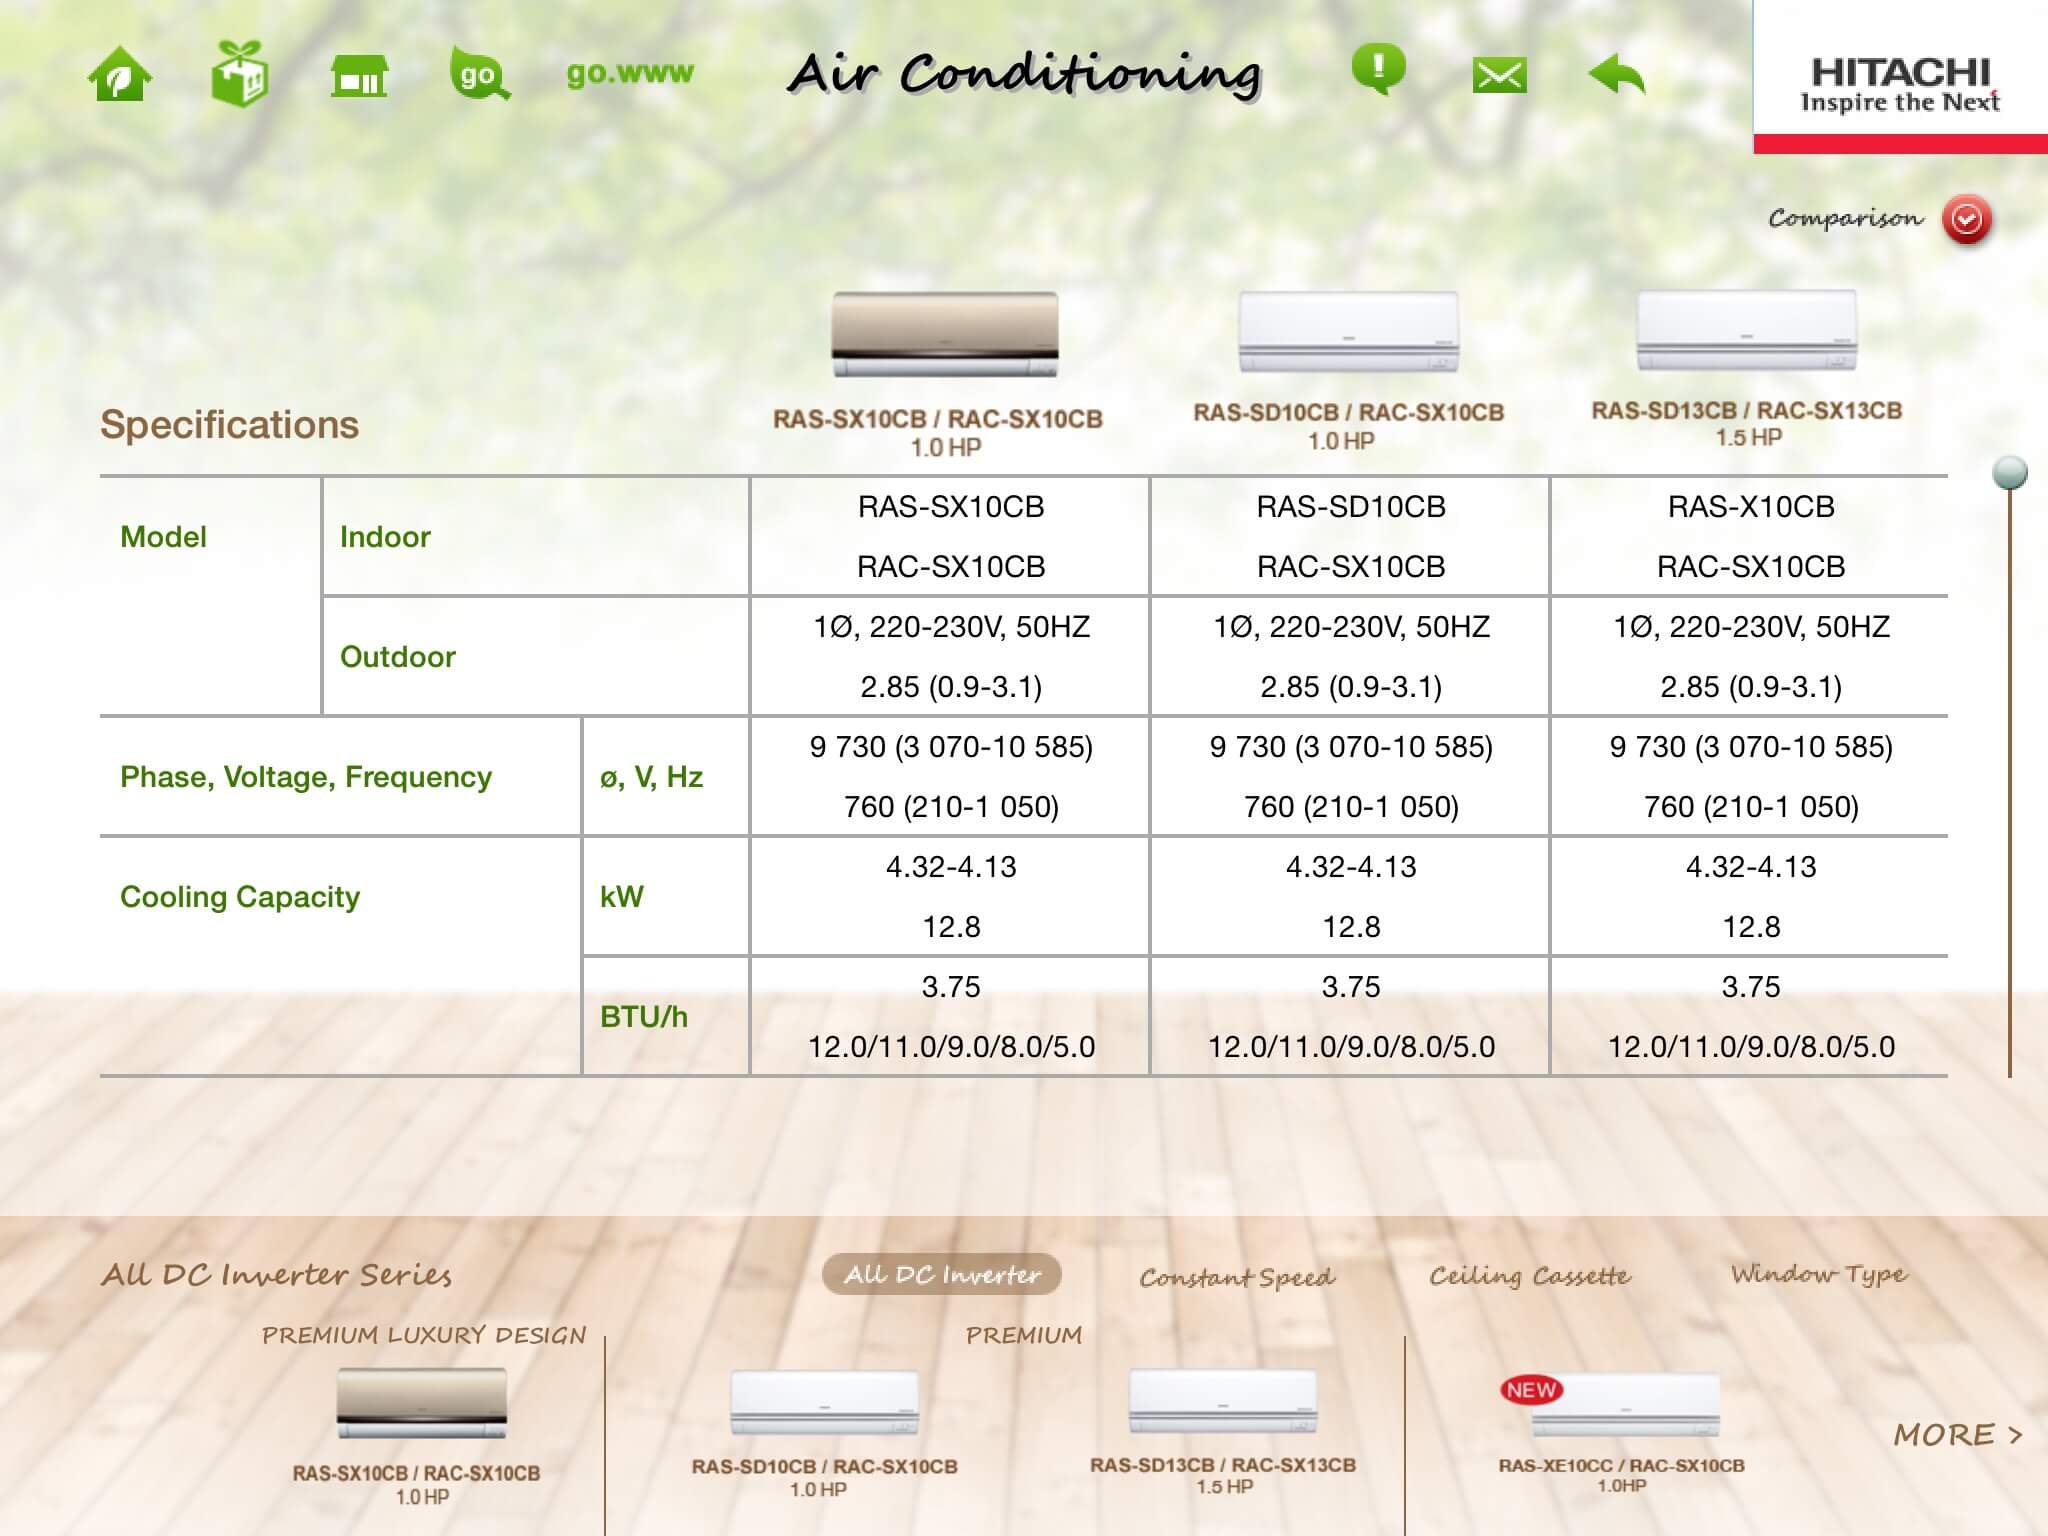 go
go.www
Air Conditioning
!
HITACHI
Inspire the Next
Comparison
Specifications
RAS-SX10CB / RAC-SX10CB
1.0 HP
RAS-SD10CB / RAC-SX10CB
1.0 HP
RAS-SD13CB / RAC-SX13CB
1.5 HP
Model
Indoor
RAS-SX10CB
RAS-SD10CB
RAS-X10CB
RAC-SX10CB
RAC-SX10CB
RAC-SX10CB
Outdoor
1Ø, 220-230V, 50HZ
1Ø, 220-230V, 50HZ
1Ø, 220-230V, 50HZ
2.85 (0.9-3.1)
2.85 (0.9-3.1)
2.85 (0.9-3.1)
Phase, Voltage, Frequency
ø, V, Hz
9 730 (3 070-10 585)
9 730 (3 070-10 585)
9 730 (3 070-10 585)
760 (210-1 050)
760 (210-1 050)
760 (210-1 050)
Cooling Capacity
kW
4.32-4.13
4.32-4.13
4.32-4.13
12.8
12.8
12.8
BTU/h
3.75
3.75
3.75
12.0/11.0/9.0/8.0/5.0
12.0/11.0/9.0/8.0/5.0
12.0/11.0/9.0/8.0/5.0
All DC Inverter Series
All DC Inverter
Constant Speed
Ceiling Cassette
Window Type
PREMIUM LUXURY DESIGN
PREMIUM
NEW
RAS-SX10CB / RAC-SX10CB
1.0 HP
RAS-SD10CB / RAC-SX10CB
1.0 HP
RAS-SD13CB / RAC-SX13CB
1.5 HP
RAS-XE10CC / RAC-SX10CB
1.0HP
MORE >